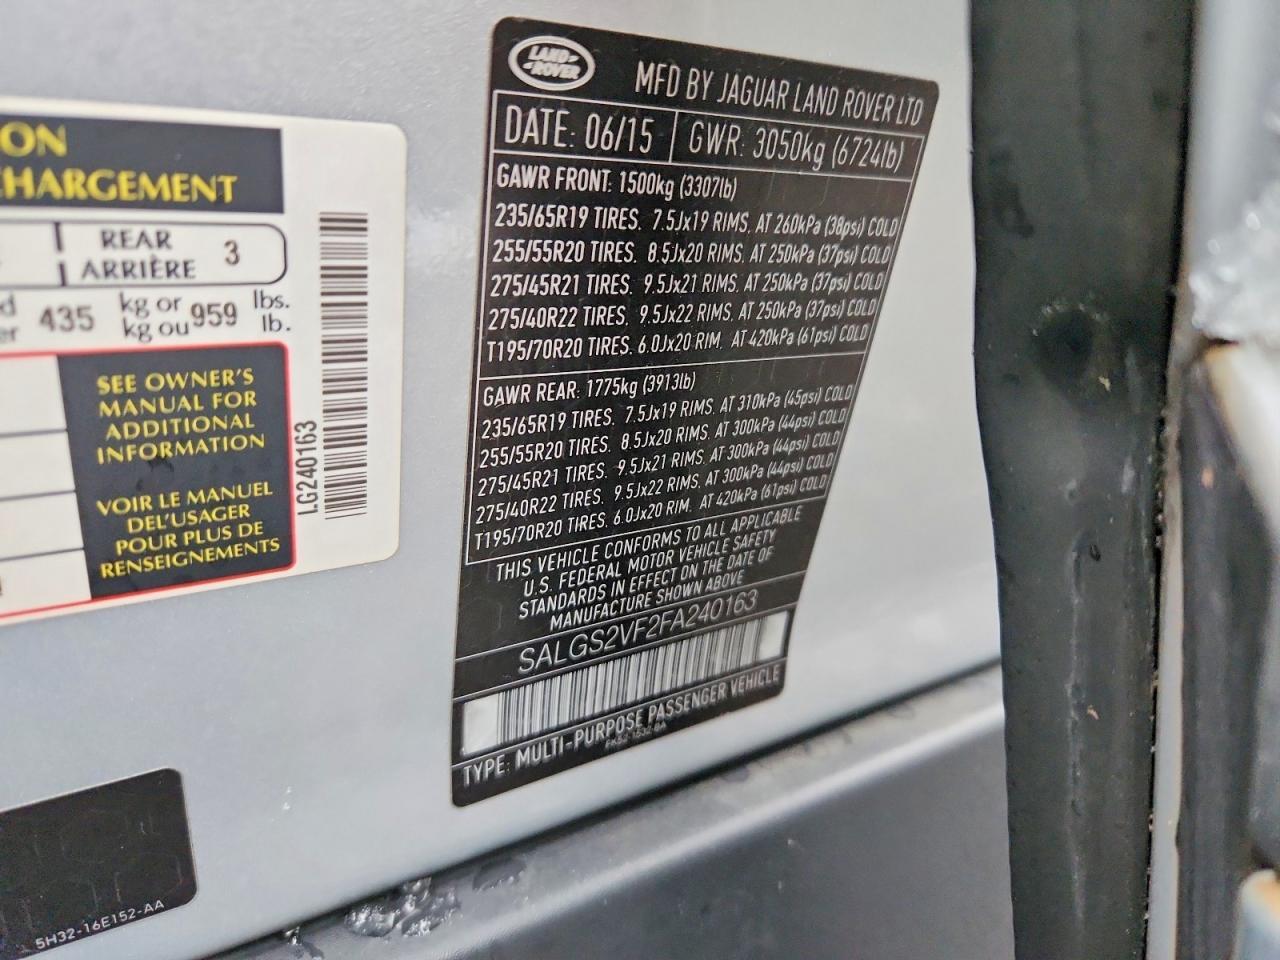 ON
CHARGEMENT
REAR
ARRIÈRE 3
435 kg or 959 lbs.
kg ou lb.
SEE OWNER'S
MANUAL FOR
ADDITIONAL
INFORMATION
VOIR LE MANUEL
DEL'USAGER
POUR PLUS DE
RENSEIGNEMENTS
LG240163
5H32-16E152-AA
LAND-
-ROVER
MFD BY JAGUAR LAND ROVER LTD
DATE: 06/15 GWR: 3050kg (6724lb)
GAWR FRONT: 1500kg (3307lb)
235/65R19 TIRES. 7.5Jx19 RIMS. AT 260kPa (38psi) COLD
255/55R20 TIRES. 8.5Jx20 RIMS. AT 250kPa (37psi) COLD
275/45R21 TIRES. 9.5Jx21 RIMS. AT 250kPa (37psi) COLD
275/40R22 TIRES. 9.5Jx22 RIMS. AT 250kPa (37psi) COLD
T195/70R20 TIRES. 6.0Jx20 RIM. AT 420kPa (61psi) COLD
GAWR REAR: 1775kg (3913lb)
235/65R19 TIRES. 7.5Jx19 RIMS. AT 310kPa (45psi) COLD
255/55R20 TIRES. 8.5Jx20 RIMS. AT 300kPa (44psi) COLD
275/45R21 TIRES. 9.5Jx21 RIMS. AT 300kPa (44psi) COLD
275/40R22 TIRES. 9.5Jx22 RIMS. AT 300kPa (44psi) COLD
T195/70R20 TIRES. 6.0Jx20 RIM. AT 420kPa (61psi) COLD
THIS VEHICLE CONFORMS TO ALL APPLICABLE
U.S. FEDERAL MOTOR VEHICLE SAFETY
STANDARDS IN EFFECT ON THE DATE OF
MANUFACTURE SHOWN ABOVE
SALGS2VF2FA240163
TYPE: MULTI-PURPOSE PASSENGER VEHICLE